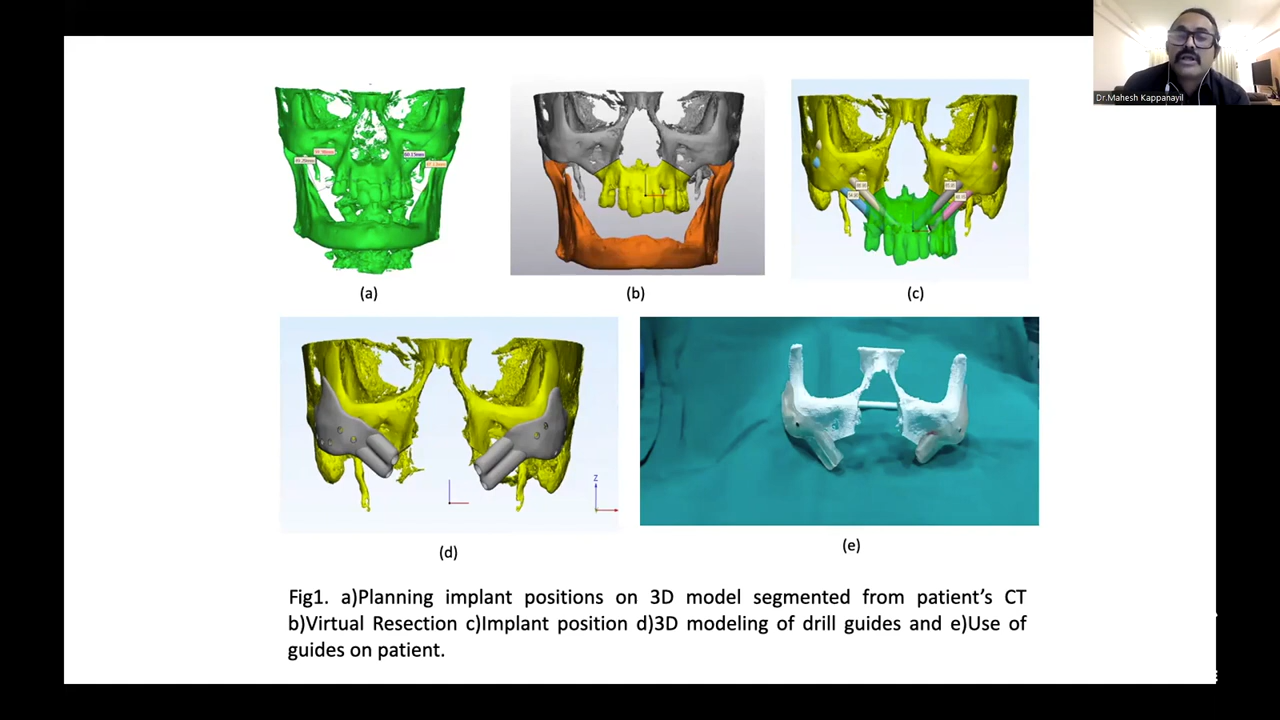 Dr.Mahesh Kappanayil
(a)
(b)
(c)
Z
(d)
(e)
Fig1. a)Planning implant positions on 3D model segmented from patient’s CT
b)Virtual Resection c)Implant position d)3D modeling of drill guides and e)Use of
guides on patient.